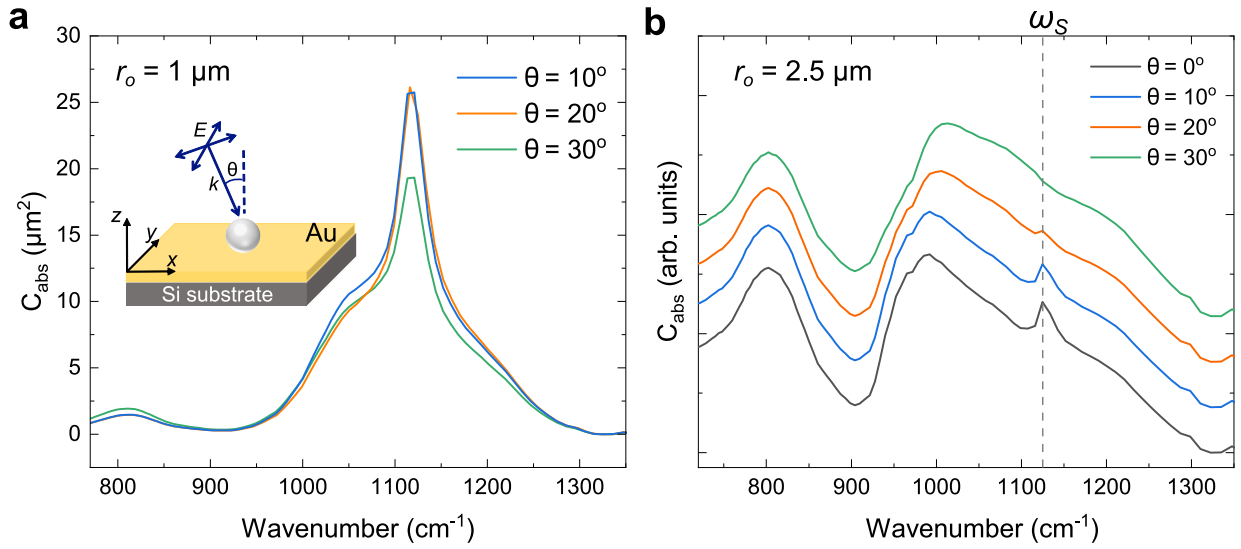 a
r_o = 1 μm
θ = 10°
θ = 20°
θ = 30°
E
k
θ
z
y
x
Au
Si substrate
C_abs (μm²)
30
25
20
15
10
5
0
800 900 1000 1100 1200 1300
Wavenumber (cm⁻¹)
b
ω_S
r_o = 2.5 μm
θ = 0°
θ = 10°
θ = 20°
θ = 30°
C_abs (arb. units)
800 900 1000 1100 1200 1300
Wavenumber (cm⁻¹)